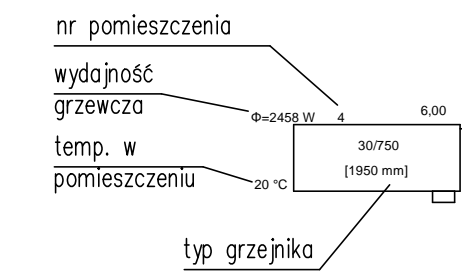 nr pomieszczenia
wydajność
grzewcza
Φ=2458 W 4 6,00
temp. w
30/750
pomieszczeniu
[1950 mm]
20 °C
typ grzejnika